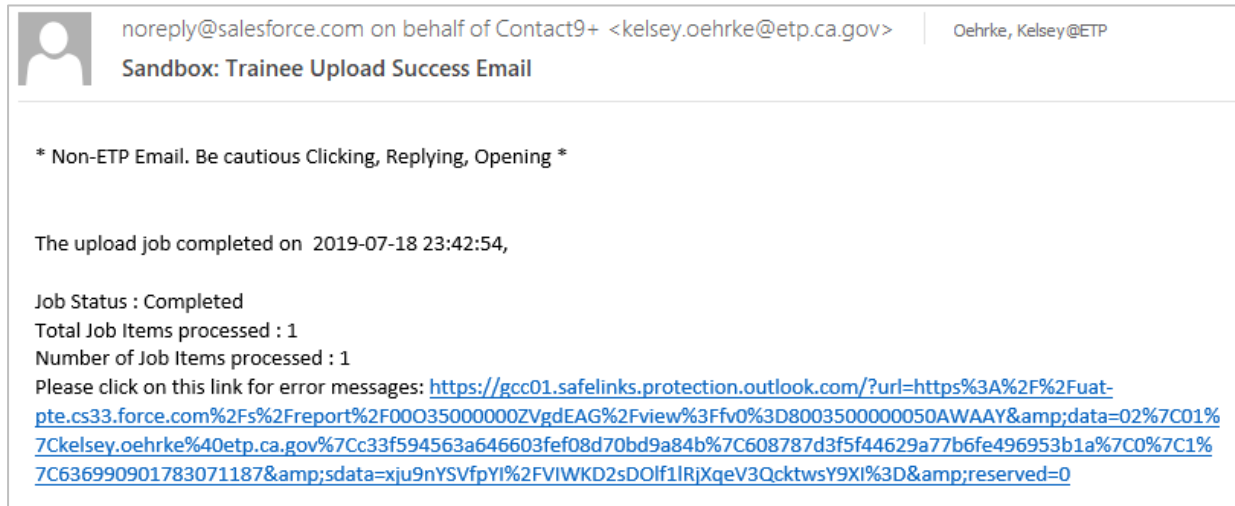 noreply@salesforce.com on behalf of Contact9+ <kelsey.oehrke@etp.ca.gov> Oehrke, Kelsey@ETP
Sandbox: Trainee Upload Success Email
* Non-ETP Email. Be cautious Clicking, Replying, Opening *
The upload job completed on  2019-07-18 23:42:54,
Job Status : Completed
Total Job Items processed : 1
Number of Job Items processed : 1
Please click on this link for error messages: https://gcc01.safelinks.protection.outlook.com/?url=https%3A%2F%2Fuat-
pte.cs33.force.com%2Fs%2Freport%2F00O35000000ZVgdEAG%2Fview%3Ffv0%3D8003500000050AWAAY&amp;data=02%7C01%
7Ckelsey.oehrke%40etp.ca.gov%7Cc33f594563a646603fef08d70bd9a84b%7C608787d3f5f44629a77b6fe496953b1a%7C0%7C1%
7C636990901783071187&amp;sdata=xju9nYSVfpYI%2FVIWKD2sDOlf1lRjXqeV3QcktwsY9XI%3D&amp;reserved=0